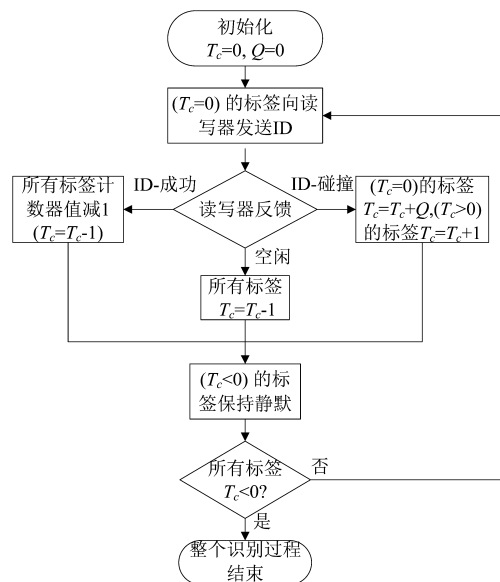 初始化
Tc=0, Q=0
(Tc=0) 的标签向读
写器发送ID
ID-成功
ID-碰撞
所有标签计
数器值减1
(Tc=Tc-1)
读写器反馈
(Tc=0)的标签
Tc=Tc+Q,(Tc>0)
的标签Tc=Tc+1
空闲
所有标签
Tc=Tc-1
(Tc<0) 的标
签保持静默
所有标签
Tc<0?
否
是
整个识别过程
结束